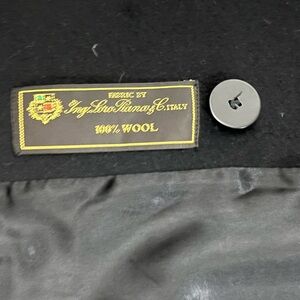 FABRIC BY
Ing. Loro Piana & C. ITALY
100% WOOL